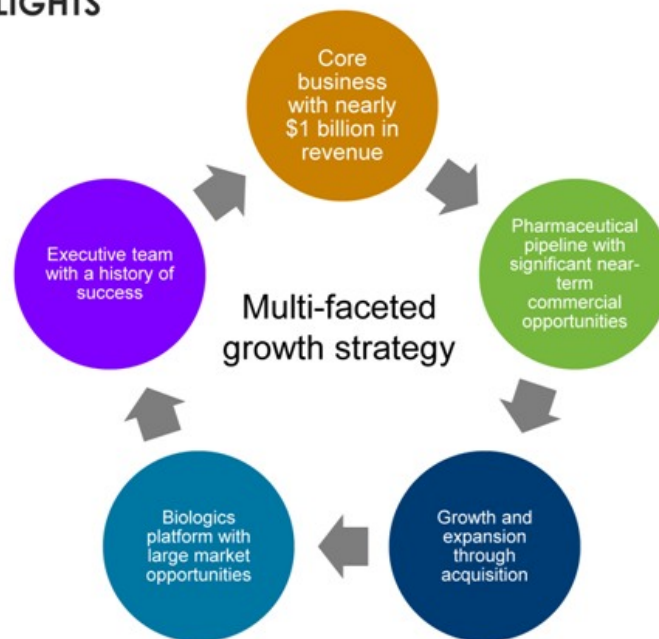 LIGHTS
Core
business
with nearly
$1 billion in
revenue
Pharmaceutical
pipeline with
significant near-
term
commercial
opportunities
Growth and
expansion
through
acquisition
Biologics
platform with
large market
opportunities
Executive team
with a history of
success
Multi-faceted
growth strategy